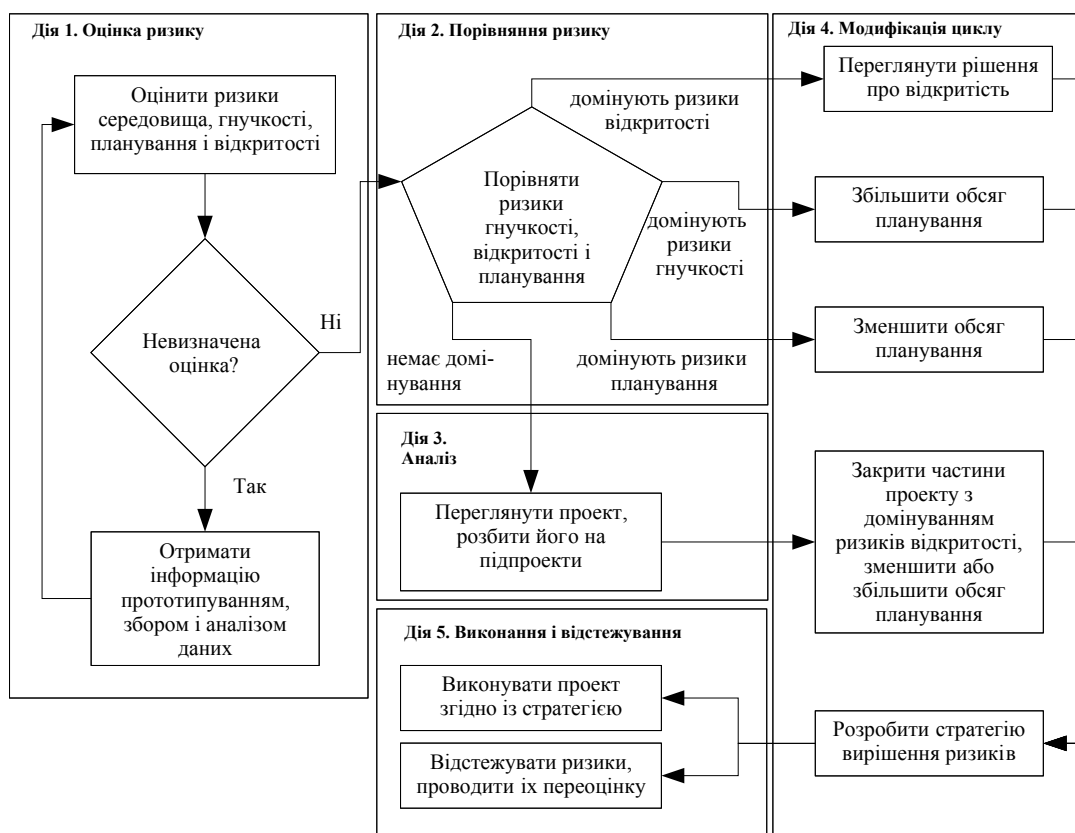 Дія 1. Оцінка ризику
Оцінити ризики
середовища, гнучкості,
планування і відкритості
Невизначена
оцінка?
Ні
Так
Отримати
інформацію
прототипуванням,
збором і аналізом
даних
Дія 2. Порівняння ризику
домінують ризики
відкритості
Порівняти
ризики
гнучкості,
відкритості і
планування
домінують
ризики
гнучкості
немає домі-
нування
домінують ризики
планування
Дія 3.
Аналіз
Переглянути проект,
розбити його на
підпроекти
Дія 4. Модифікація циклу
Переглянути рішення
про відкритість
Збільшити обсяг
планування
Зменшити обсяг
планування
Закрити частини
проекту з
домінуванням
ризиків відкритості,
зменшити або
збільшити обсяг
планування
Розробити стратегію
вирішення ризиків
Дія 5. Виконання і відстежування
Виконувати проект
згідно із стратегією
Відстежувати ризики,
проводити їх переоцінку